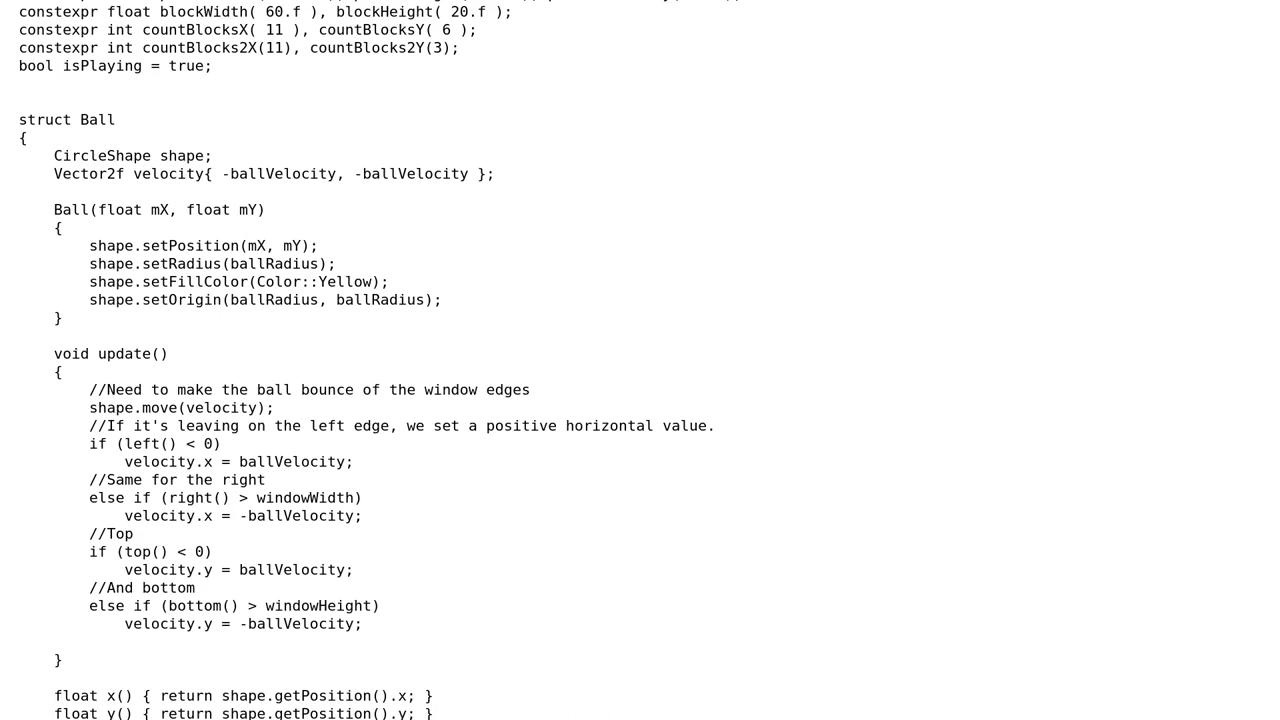 constexpr float blockWidth( 60.f ), blockHeight( 20.f );
constexpr int countBlocksX( 11 ), countBlocksY( 6 );
constexpr int countBlocks2X(11), countBlocks2Y(3);
bool isPlaying = true;
struct Ball
{
    CircleShape shape;
    Vector2f velocity{ -ballVelocity, -ballVelocity };
    Ball(float mX, float mY)
    {
        shape.setPosition(mX, mY);
        shape.setRadius(ballRadius);
        shape.setFillColor(Color::Yellow);
        shape.setOrigin(ballRadius, ballRadius);
    }
    void update()
    {
        //Need to make the ball bounce of the window edges
        shape.move(velocity);
        //If it's leaving on the left edge, we set a positive horizontal value.
        if (left() < 0)
            velocity.x = ballVelocity;
        //Same for the right
        else if (right() > windowWidth)
            velocity.x = -ballVelocity;
        //Top
        if (top() < 0)
            velocity.y = ballVelocity;
        //And bottom
        else if (bottom() > windowHeight)
            velocity.y = -ballVelocity;
    }
    float x() { return shape.getPosition().x; }
    float y() { return shape.getPosition().y; }